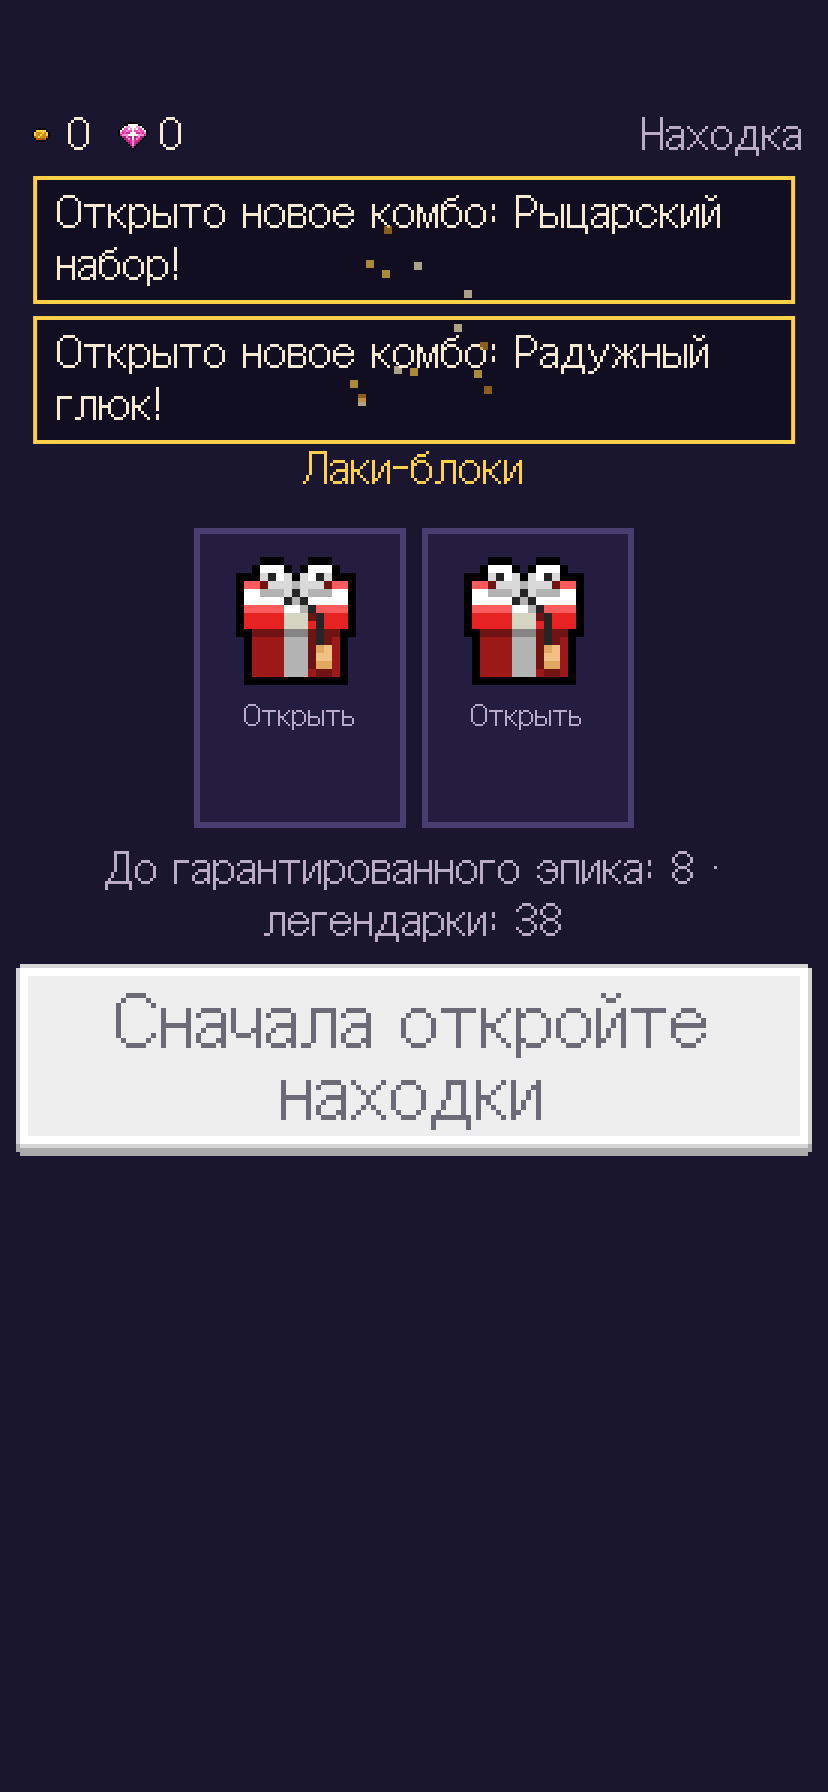 0 0 Находка
Открыто новое комбо: Рыцарский
набор!
Открыто новое комбо: Радужный
глюк!
Лаки-блоки
Открыть Открыть
До гарантированного эпика: 8 ·
легендарки: 38
Сначала откройте
находки